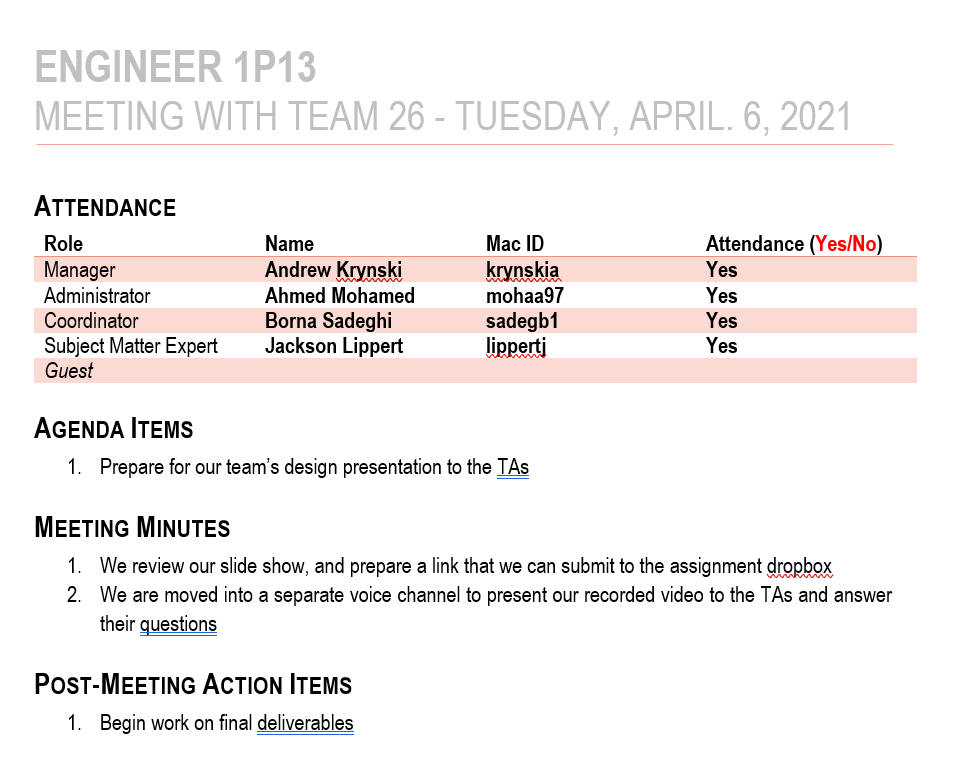 ENGINEER 1P13
MEETING WITH TEAM 26 - TUESDAY, APRIL. 6, 2021
ATTENDANCE
Role Name Mac ID Attendance (Yes/No)
Manager Andrew Krynski krynskia Yes
Administrator Ahmed Mohamed mohaa97 Yes
Coordinator Borna Sadeghi sadegb1 Yes
Subject Matter Expert Jackson Lippert lippertj Yes
Guest
AGENDA ITEMS
1. Prepare for our team’s design presentation to the TAs
MEETING MINUTES
1. We review our slide show, and prepare a link that we can submit to the assignment dropbox
2. We are moved into a separate voice channel to present our recorded video to the TAs and answer
their questions
POST-MEETING ACTION ITEMS
1. Begin work on final deliverables